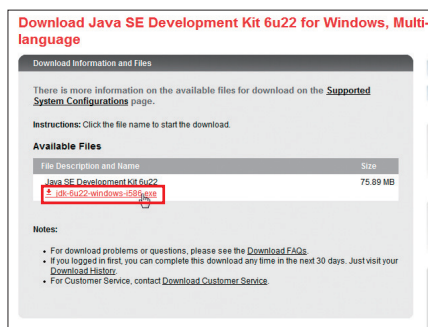 Download Java SE Development Kit 6u22 for Windows, Multi-
language
Download Information and Files
There is more information on the available files for download on the Supported
System Configurations page.
Instructions: Click the file name to start the download.
Available Files
File Description and Name Size
Java SE Development Kit 6u22 75.89 MB
jdk-6u22-windows-i586.exe
Notes:
• For download problems or questions, please see the Download FAQs.
• If you logged in first, you can complete this download any time in the next 30 days. Just visit your
Download History.
• For Customer Service, contact Download Customer Service.